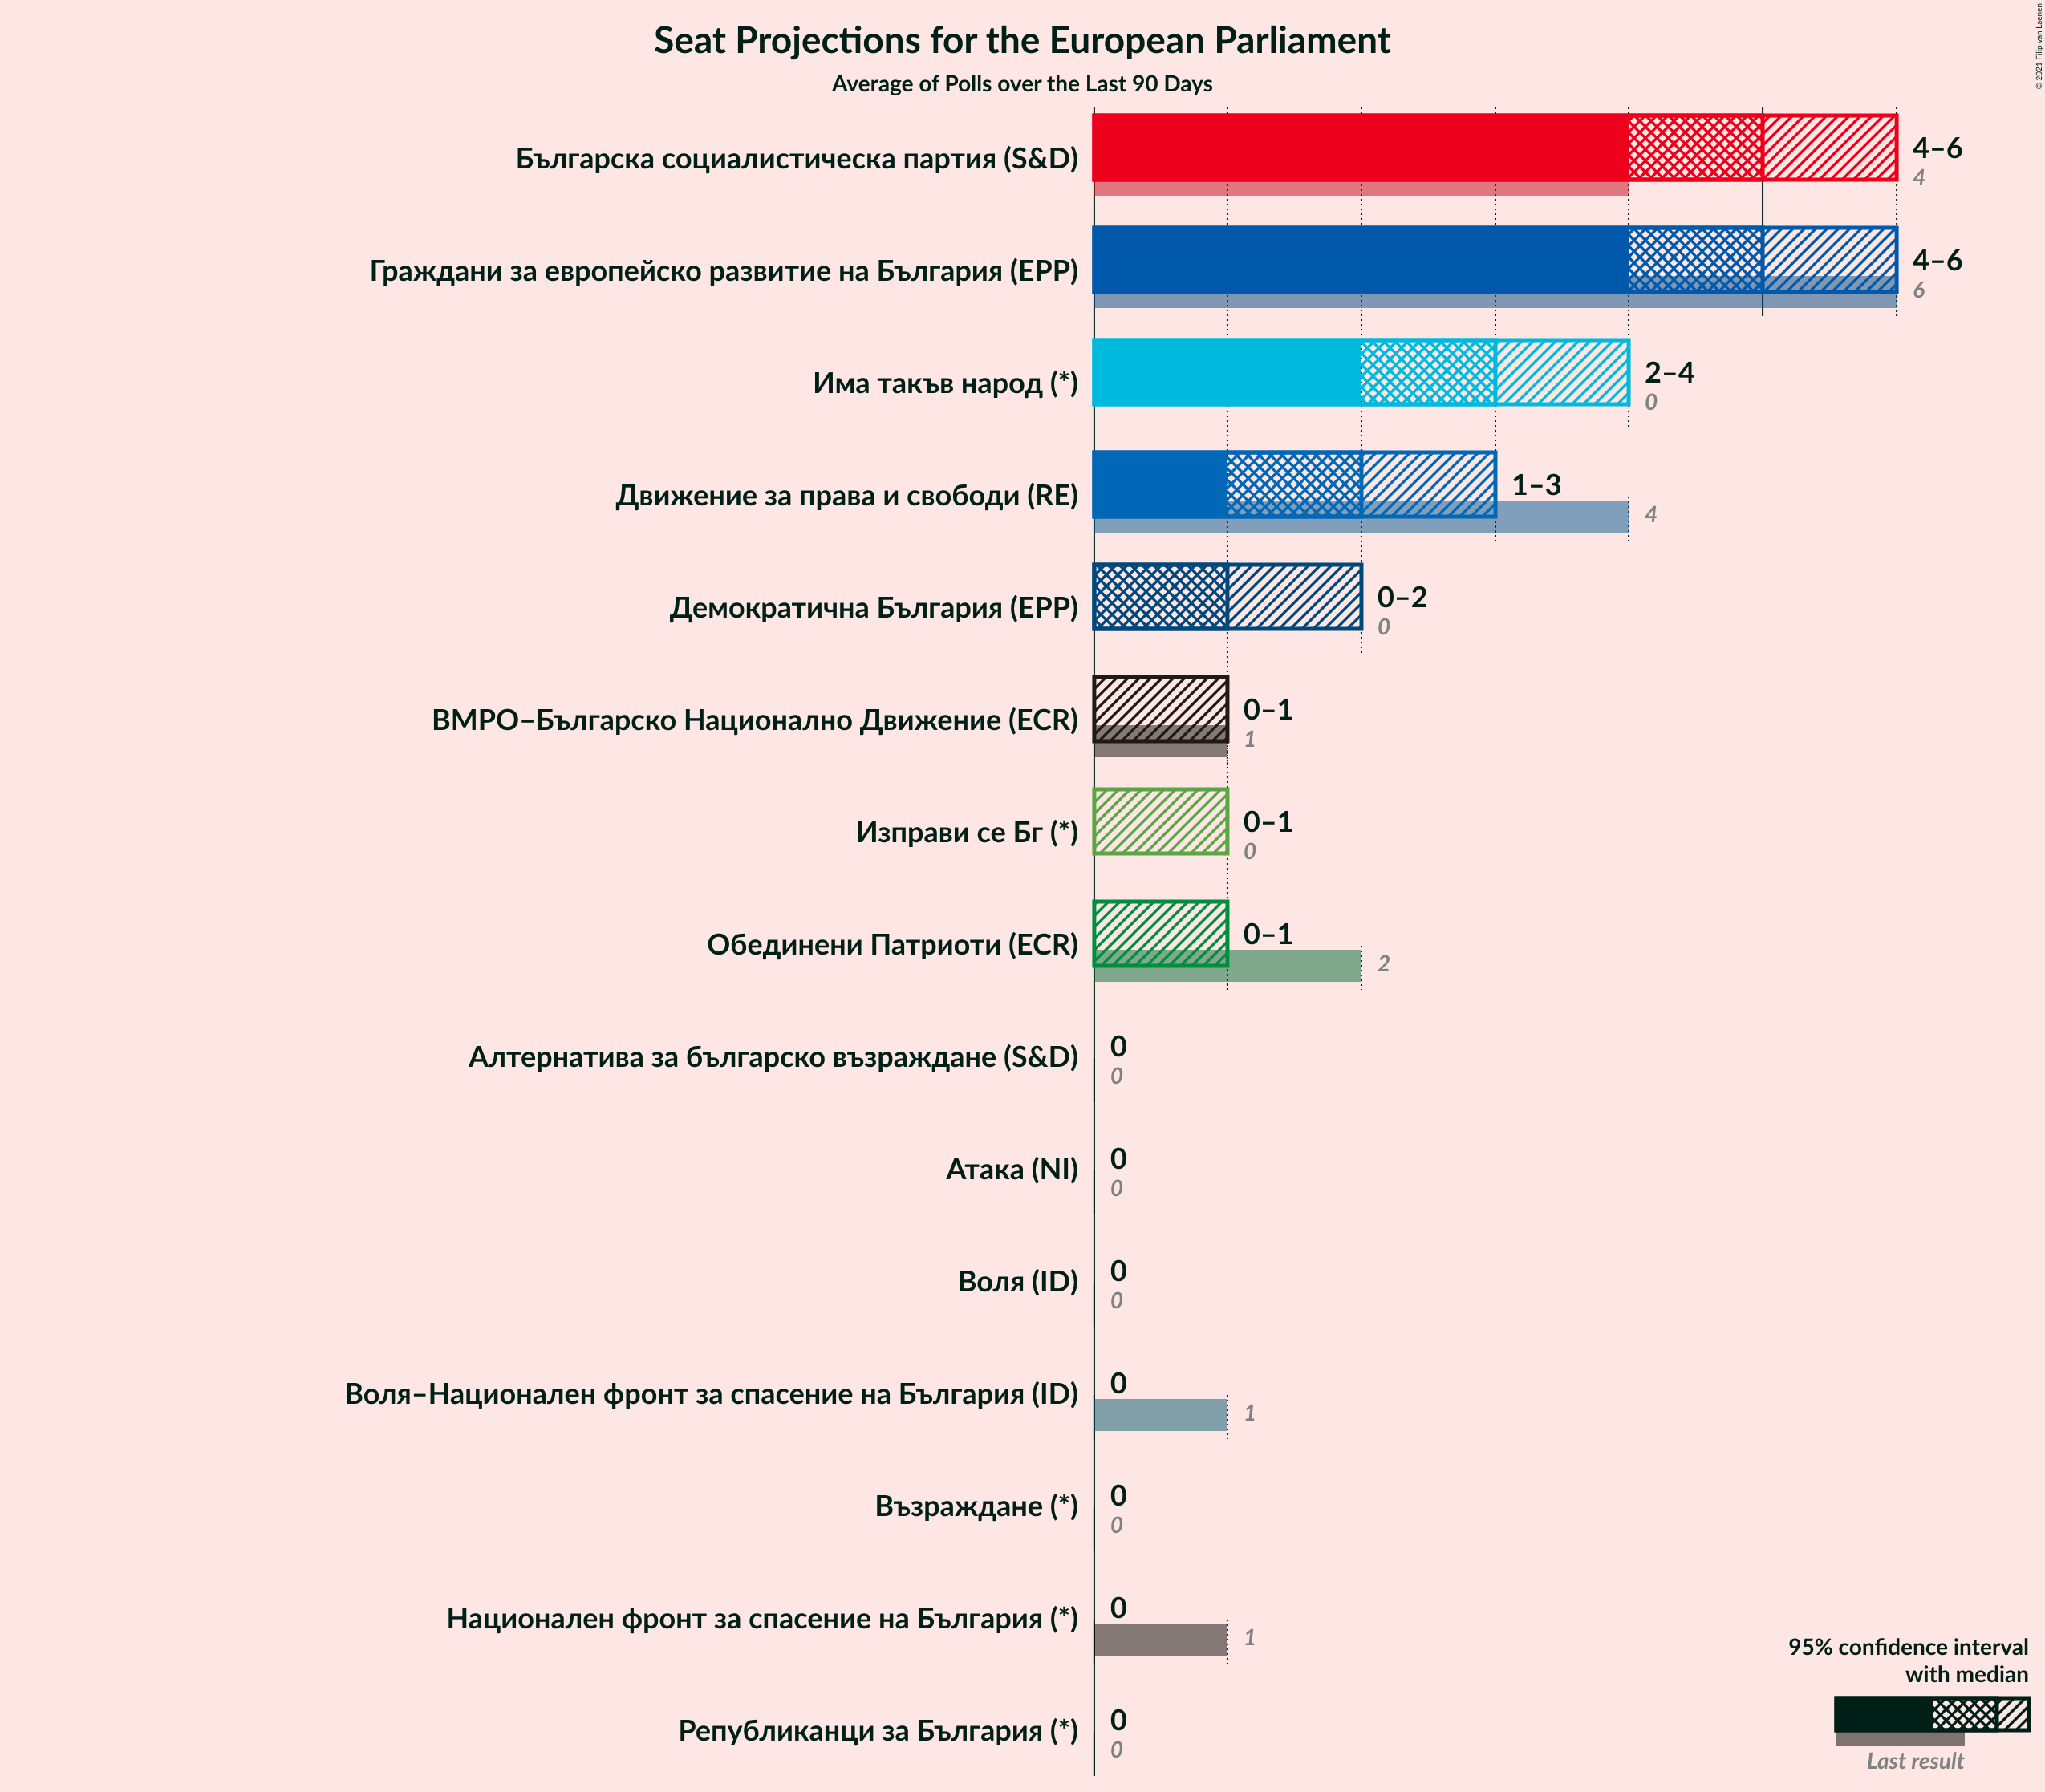 Seat Projections for the European Parliament
Average of Polls over the Last 90 Days
© 2021 Filip van Laenen
Българска социалистическа партия (S&D)
4–6
4
Граждани за европейско развитие на България (EPP)
4–6
6
Има такъв народ (*)
2–4
0
Движение за права и свободи (RE)
1–3
4
Демократична България (EPP)
0–2
0
ВМРО–Българско Национално Движение (ECR)
0–1
1
Изправи се Бг (*)
0–1
0
Обединени Патриоти (ECR)
0–1
2
Алтернатива за българско възраждане (S&D)
0
0
Атака (NI)
0
0
Воля (ID)
0
0
Воля–Национален фронт за спасение на България (ID)
0
1
Възраждане (*)
0
0
Национален фронт за спасение на България (*)
0
1
Републиканци за България (*)
0
0
95% confidence interval
with median
Last result